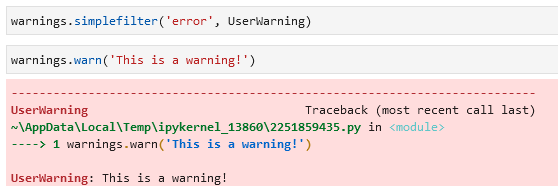 warnings.simplefilter('error', UserWarning)
warnings.warn('This is a warning!')
---------------------------------------------------------------------------
UserWarning                               Traceback (most recent call last)
~\AppData\Local\Temp\ipykernel_13860\2251859435.py in <module>
----> 1 warnings.warn('This is a warning!')
UserWarning: This is a warning!